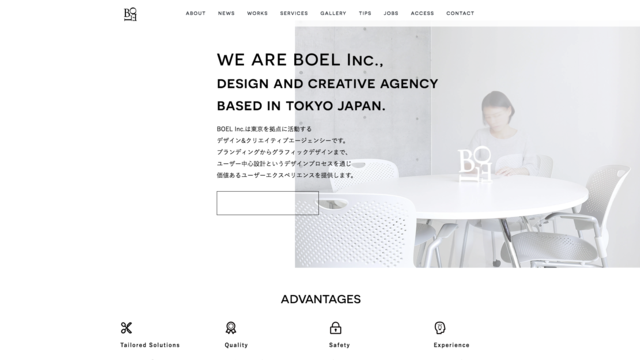 BOEL
ABOUT NEWS WORKS SERVICES GALLERY TIPS JOBS ACCESS CONTACT
WE ARE BOEL INC.,
DESIGN AND CREATIVE AGENCY
BASED IN TOKYO JAPAN.
BOEL Inc.は東京を拠点に活動する
デザイン&クリエイティブエージェンシーです。
ブランディングからグラフィックデザインまで、
ユーザー中心設計というデザインプロセスを通じ
価値あるユーザーエクスペリエンスを提供します。
BOEL
ADVANTAGES
Tailored Solutions
Quality
Safety
Experience